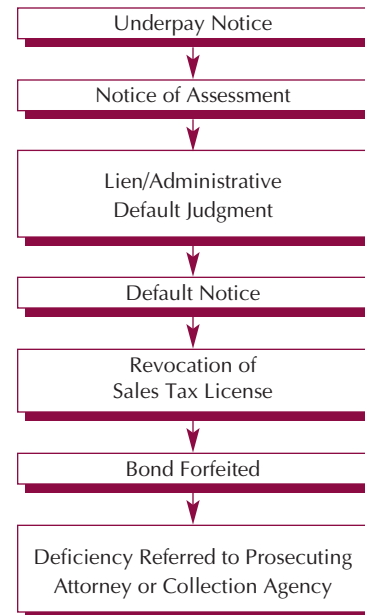 Underpay Notice
Notice of Assessment
Lien/Administrative
Default Judgment
Default Notice
Revocation of
Sales Tax License
Bond Forfeited
Deficiency Referred to Prosecuting
Attorney or Collection Agency